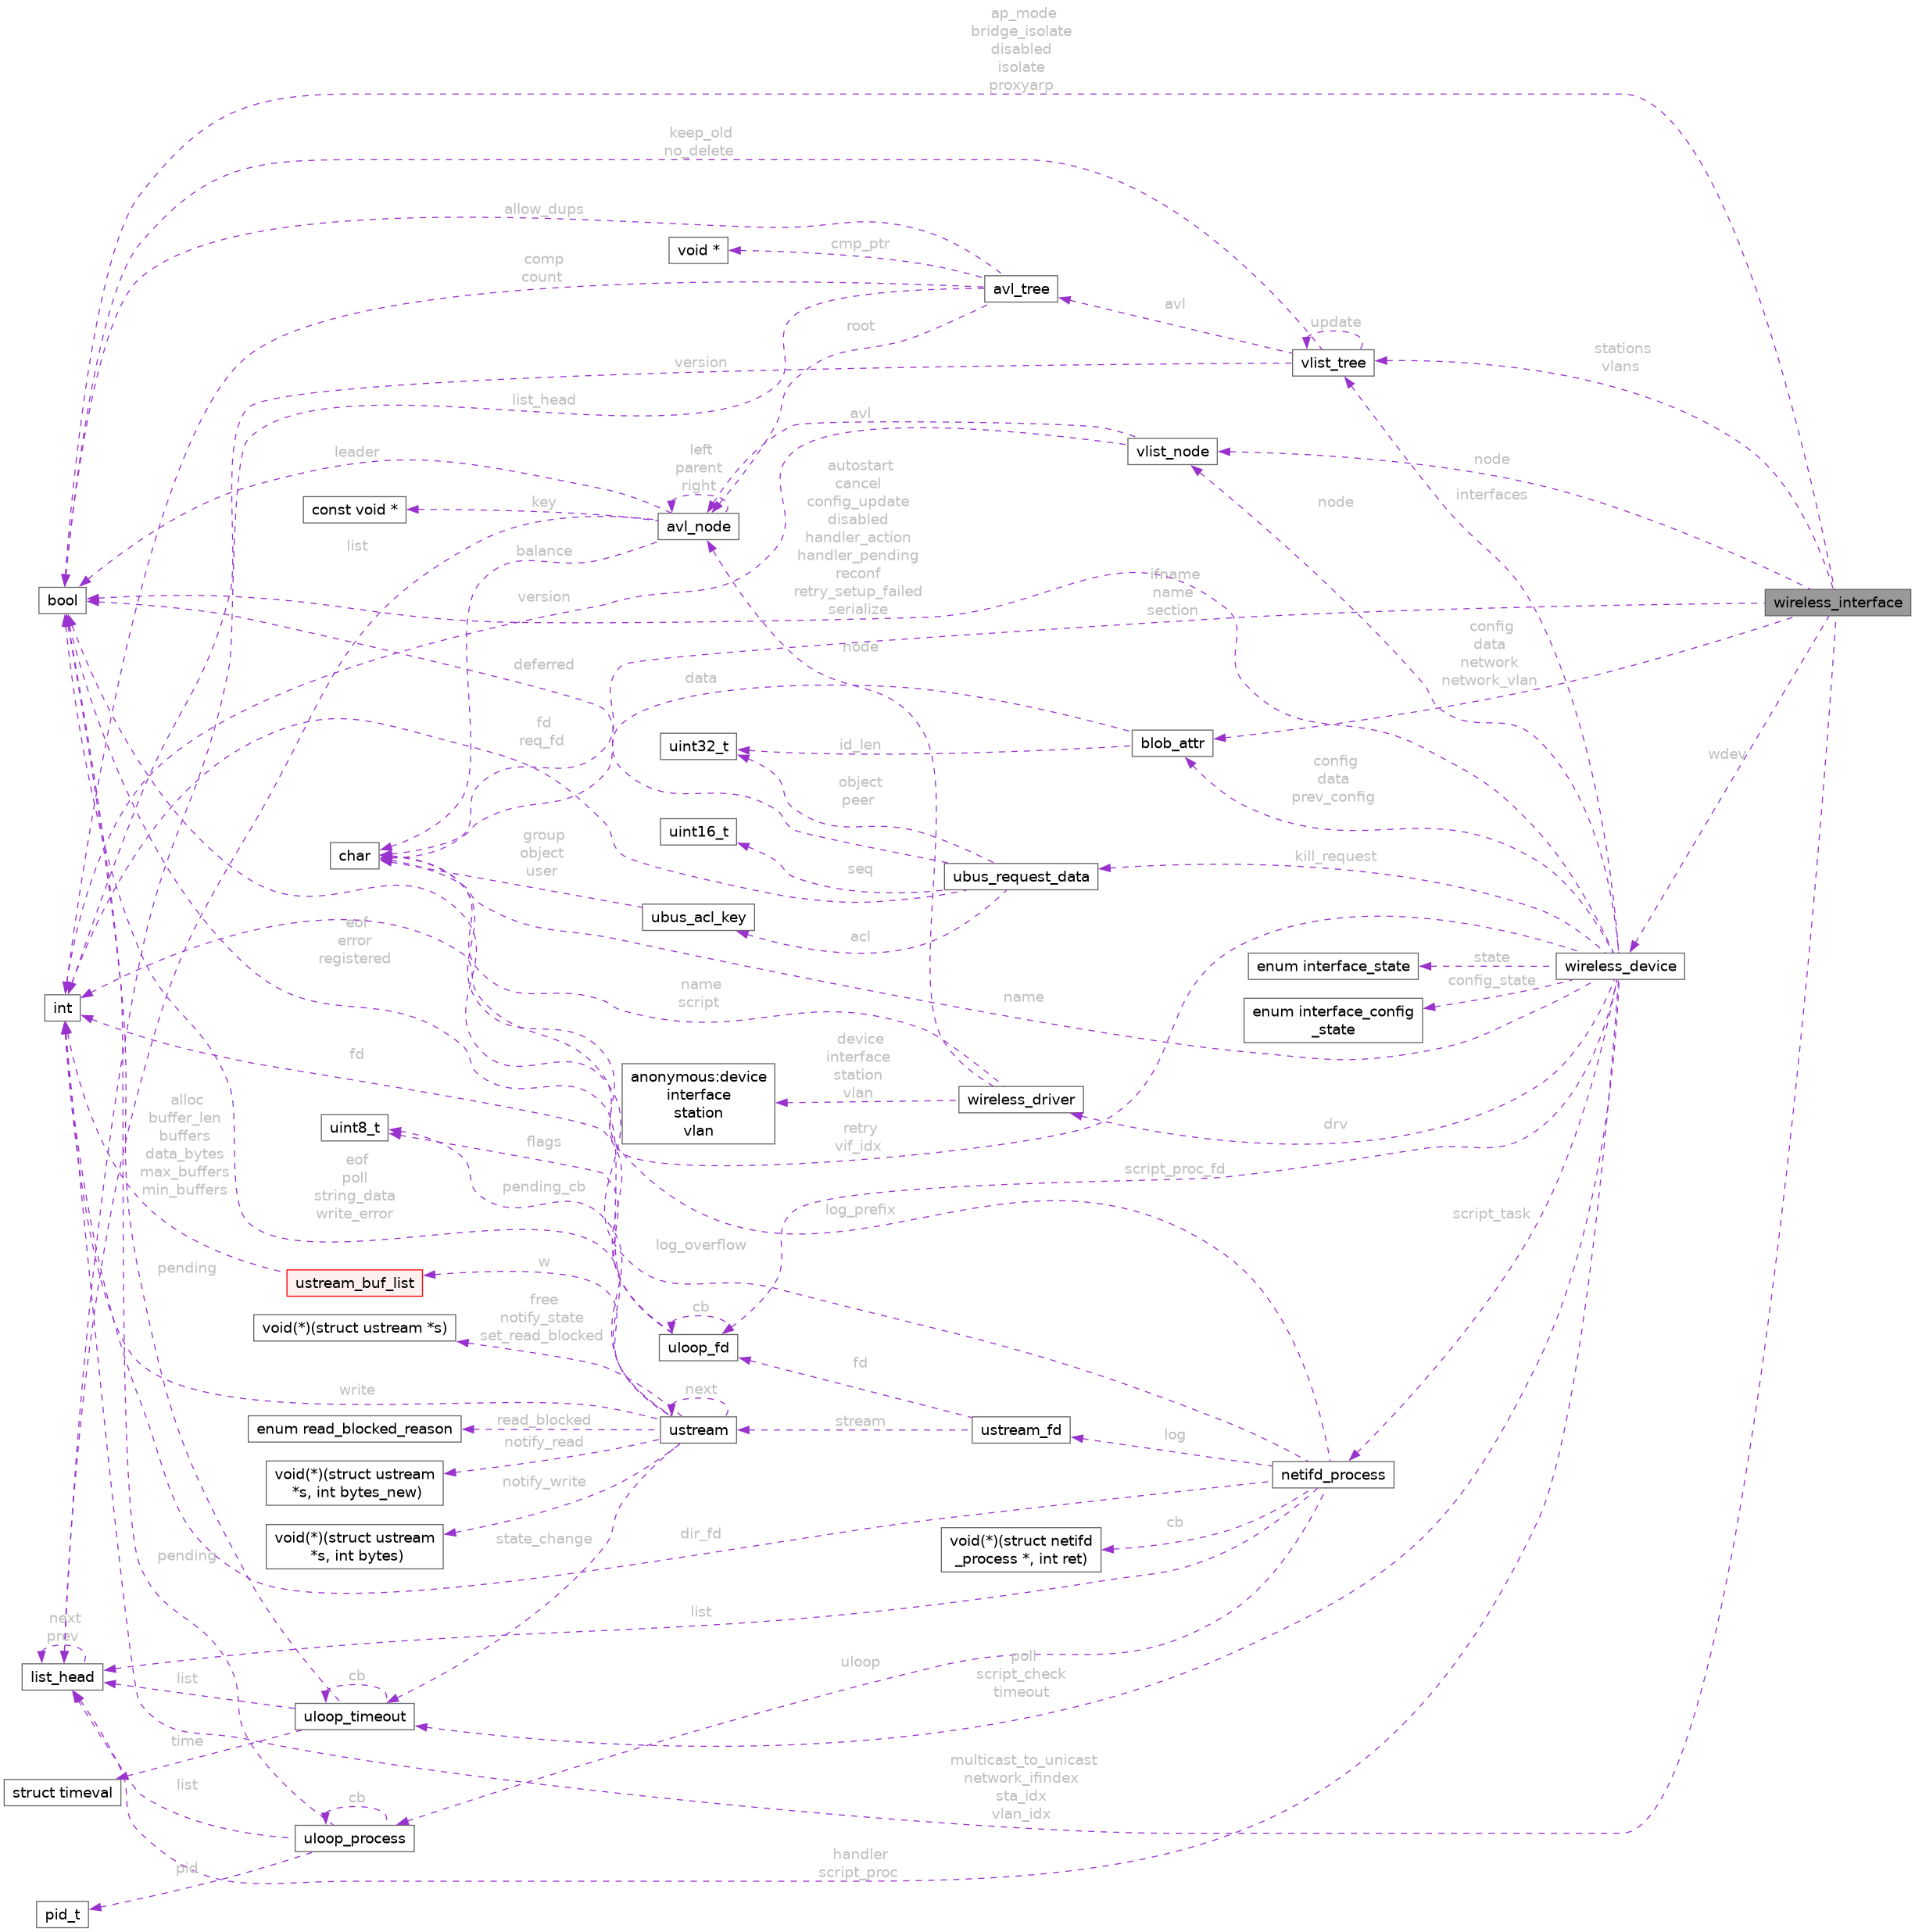 ap_mode
bridge_isolate
disabled
isolate
proxyarp
keep_old
no_delete
allow_dups
void *
cmp_ptr
comp
count
avl_tree
avl
root
update
version
vlist_tree
stations
vlans
list_head
avl
leader
left
parent
right
vlist_node
node
autostart
cancel
config_update
disabled
handler_action
handler_pending
reconf
retry_setup_failed
serialize
node
interfaces
const void *
key
avl_node
list
balance
bool
version
ifname
name
section
wireless_interface
config
data
network
network_vlan
deferred
data
node
fd
req_fd
uint32_t
id_len
blob_attr
wdev
config
data
prev_config
object
peer
uint16_t
char
group
object
user
seq
ubus_request_data
kill_request
ubus_acl_key
acl
eof
error
registered
enum interface_state
state
wireless_device
config_state
int
name
script
name
enum interface_config
_state
fd
device
interface
station
vlan
anonymous:device
interface
station
vlan
wireless_driver
drv
uint8_t
flags
retry
vif_idx
alloc
buffer_len
buffers
data_bytes
max_buffers
min_buffers
eof
poll
string_data
write_error
pending_cb
script_proc_fd
log_prefix
script_task
log_overflow
pending
ustream_buf_list
w
void(*)(struct ustream *s)
free
notify_state
set_read_blocked
cb
uloop_fd
fd
write
next
enum read_blocked_reason
read_blocked
ustream
stream
ustream_fd
log
notify_read
void(*)(struct ustream
*s, int bytes_new)
notify_write
netifd_process
void(*)(struct ustream
*s, int bytes)
state_change
dir_fd
void(*)(struct netifd
_process *, int ret)
cb
pending
next
prev
list
list_head
list
cb
uloop
poll
script_check
timeout
uloop_timeout
time
struct timeval
list
cb
multicast_to_unicast
network_ifindex
sta_idx
vlan_idx
uloop_process
pid
handler
script_proc
pid_t